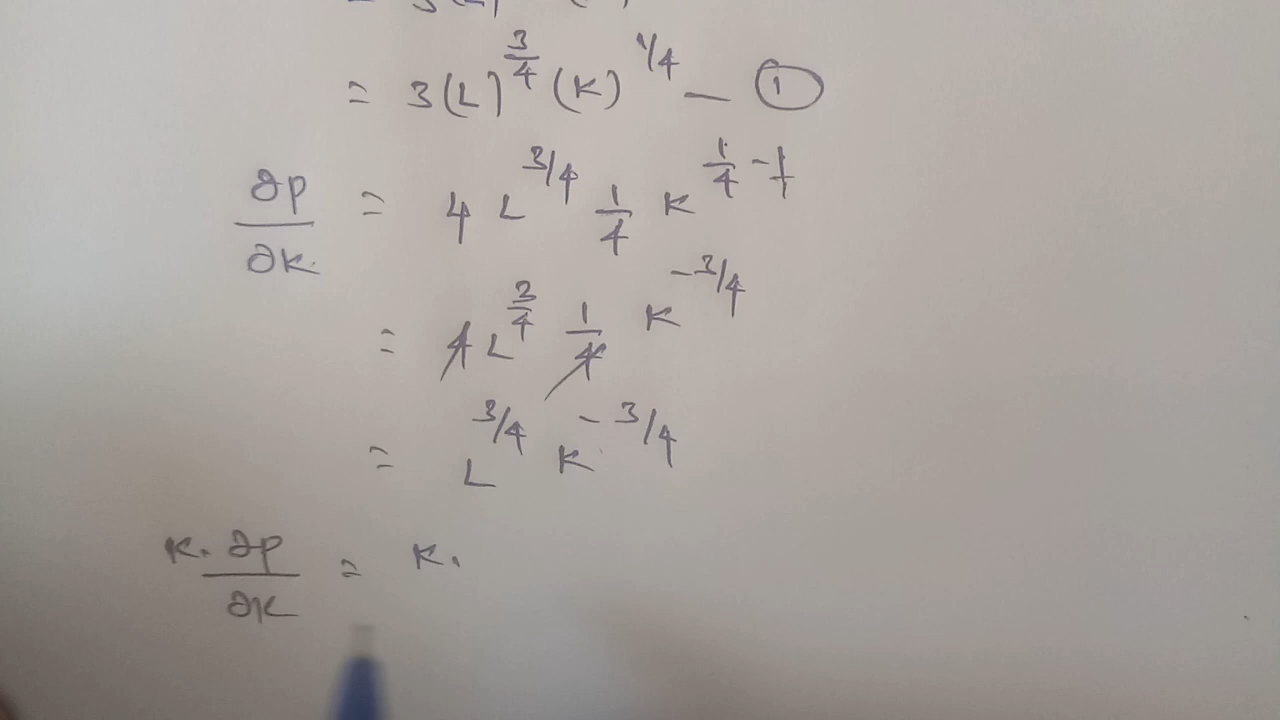 = 3(L)^{3/4} (K)^{1/4} — ①
∂P/∂K = 4 L^{3/4} 1/4 K^{1/4 - 1}
= 4 L^{3/4} 1/4 K^{-3/4}
= L^{3/4} K^{-3/4}
K. ∂P/∂K = K.